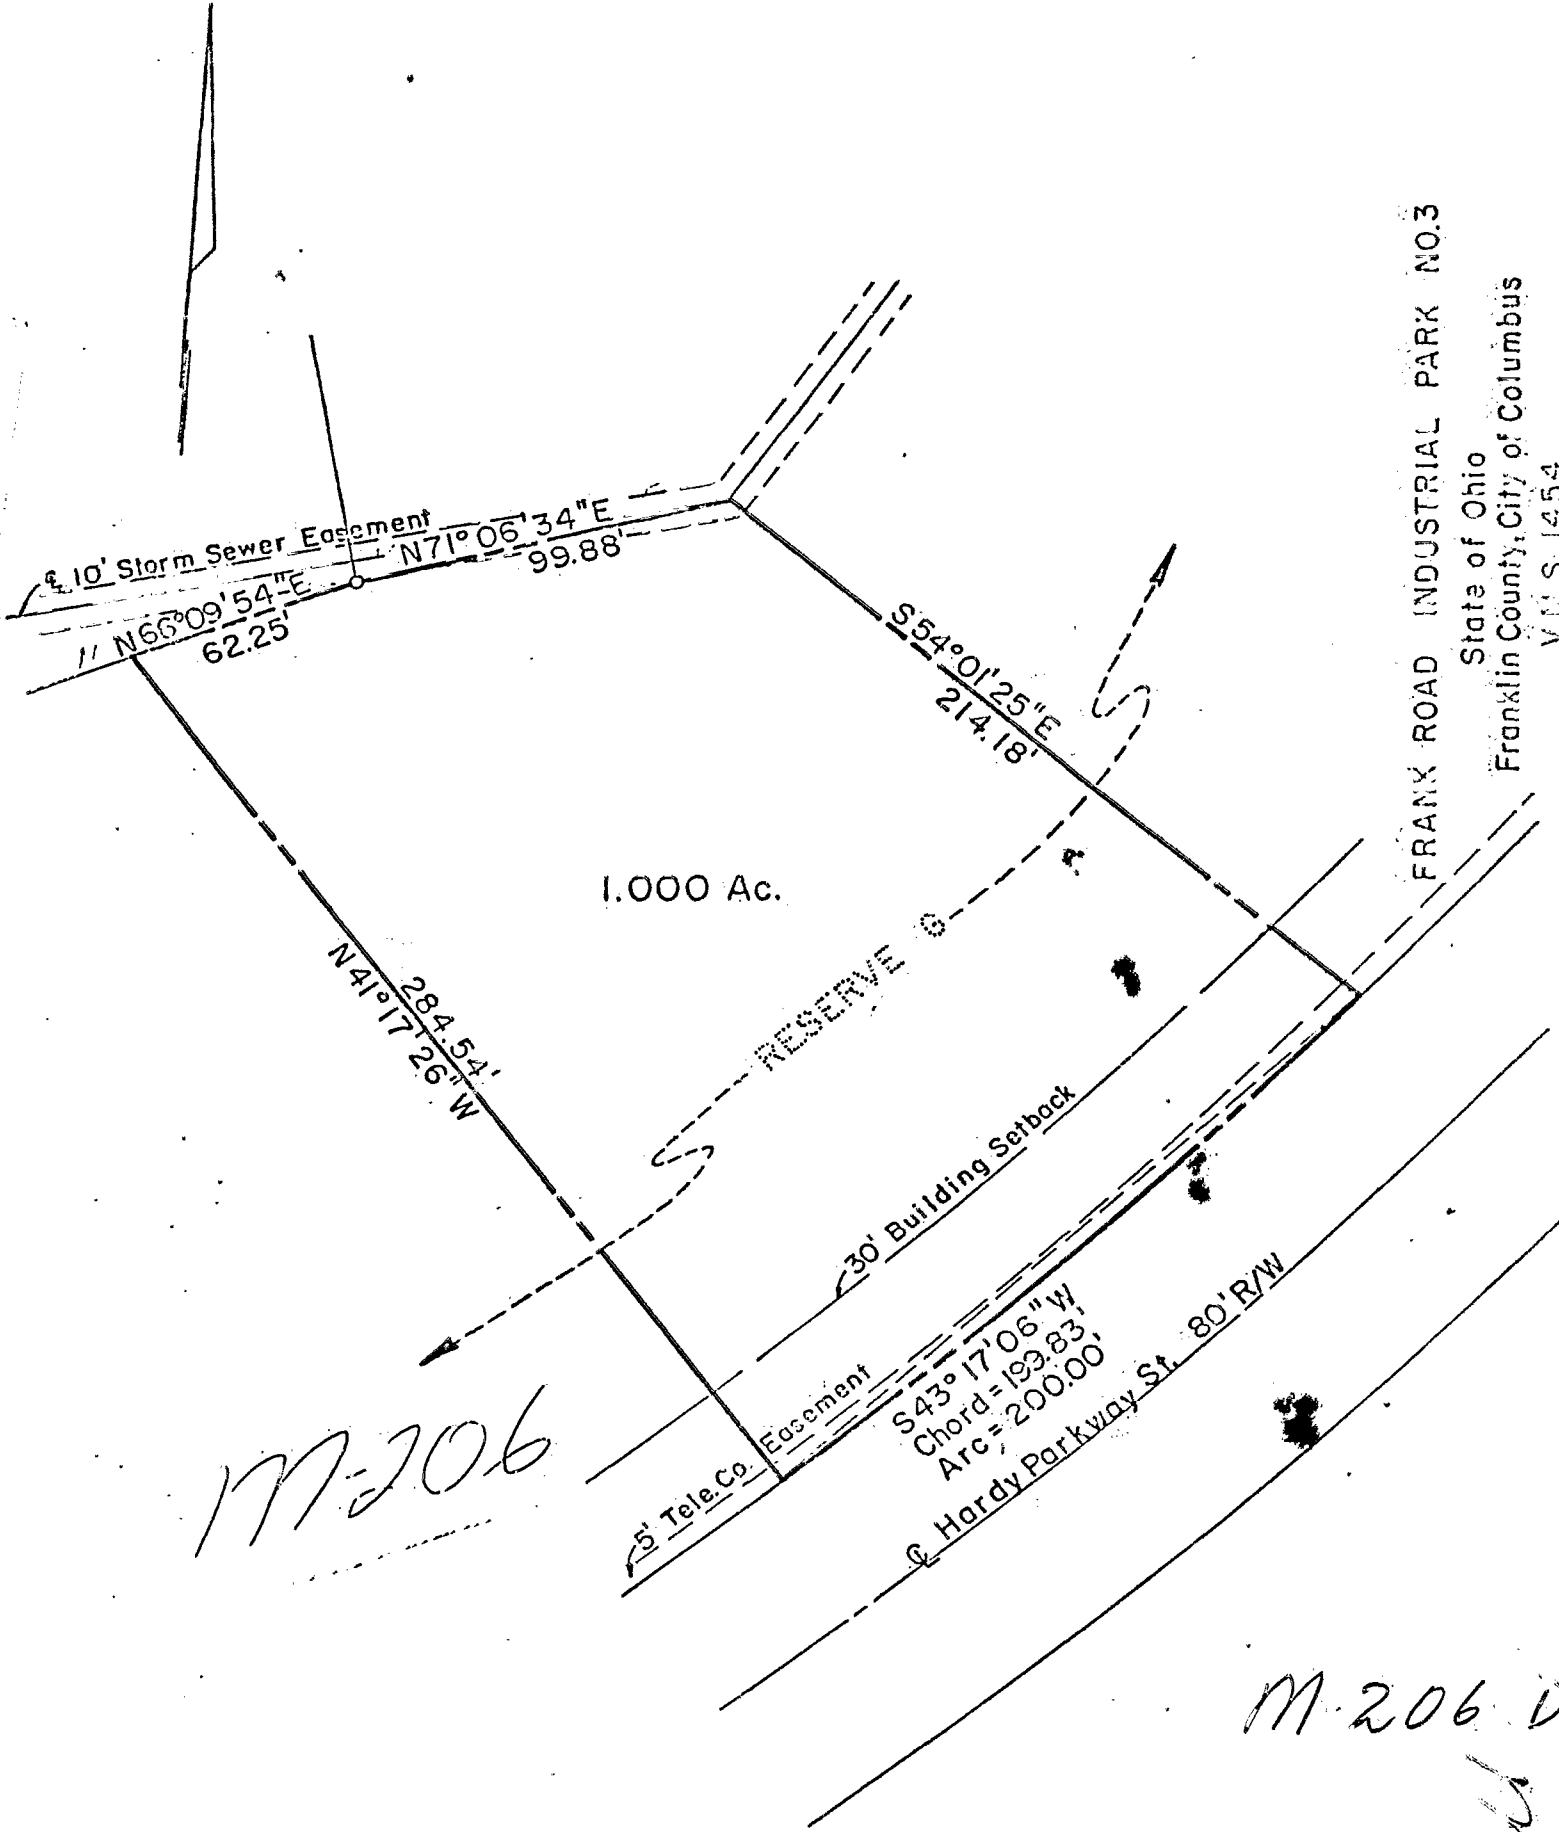 ℄ 10' Storm Sewer Easement
N66°09'54"E
62.25'
N71°06'34"E
99.88'
S54°01'25"E
214.18'
1.000 Ac.
RESERVE G
284.54'
N41°17'26"W
30' Building Setback
5' Tele. Co. Easement
S43°17'06"W
Chord = 199.83'
Arc = 200.00'
℄ Hardy Parkway St. 80' R/W
FRANK ROAD INDUSTRIAL PARK NO.3
State of Ohio
Franklin County, City of Columbus
V.M.S. 1454
M-206
M-206 D